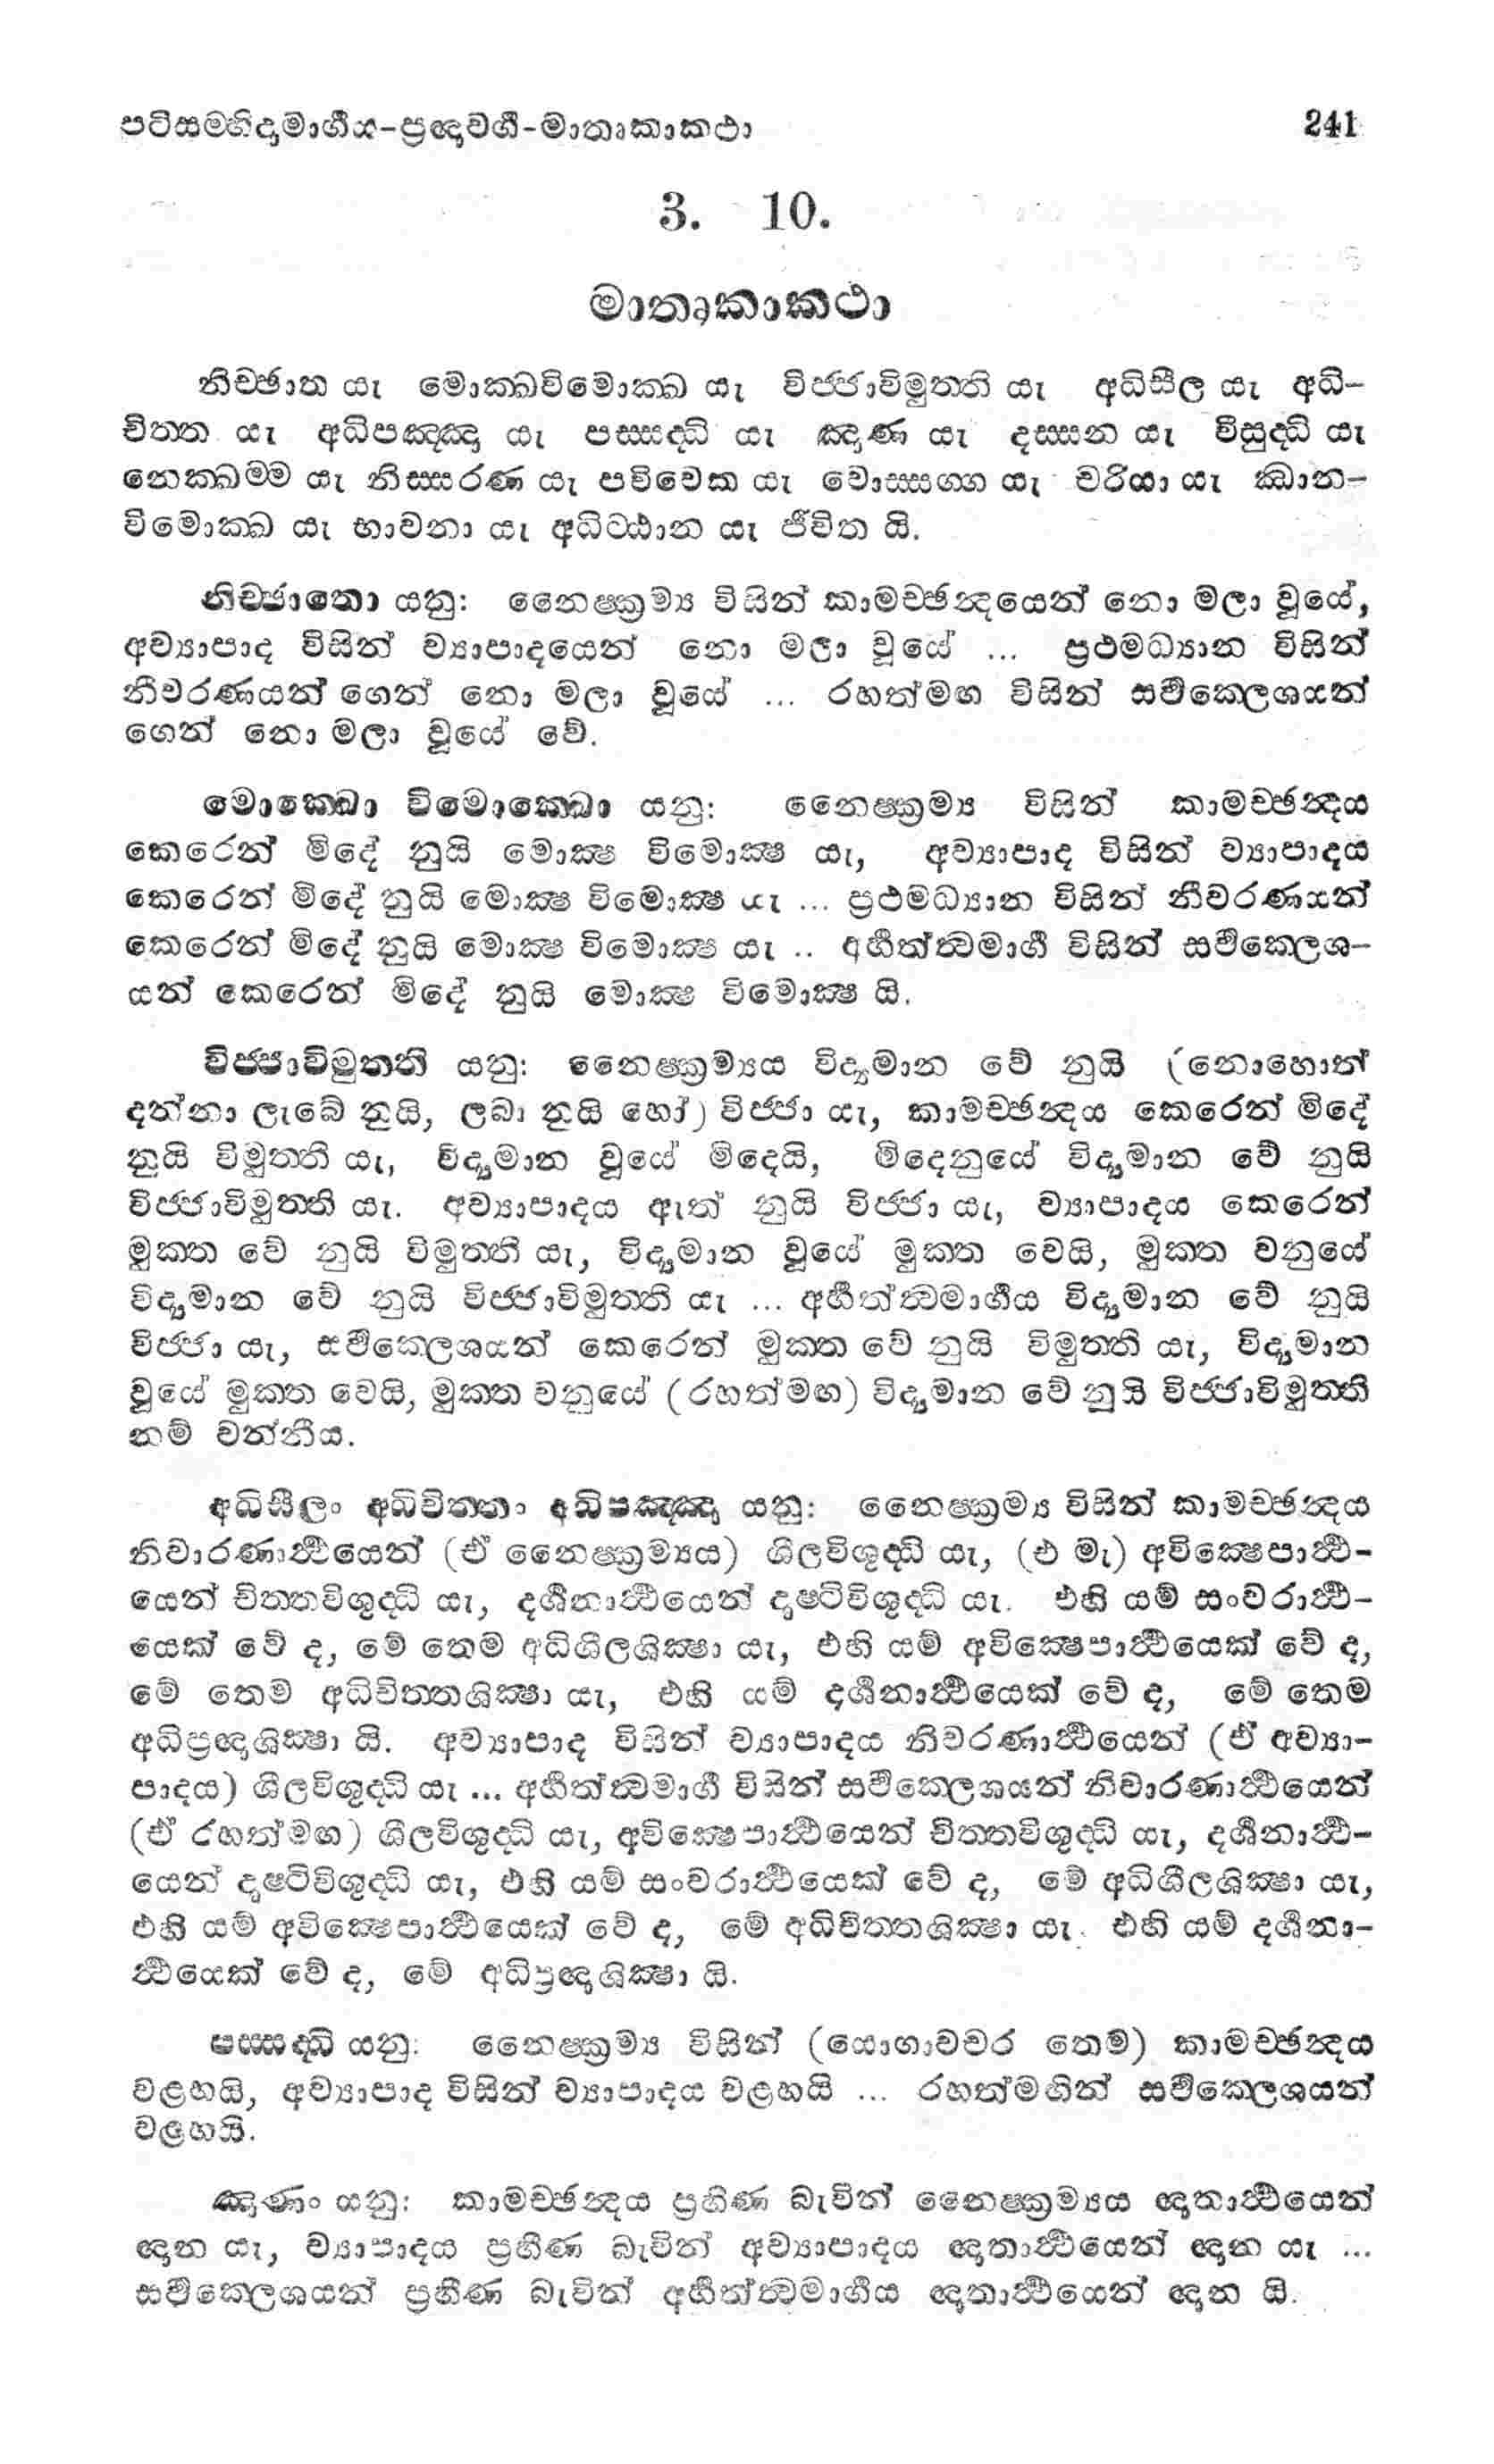 පටිසම්භිදාමාර්ගය-ප්‍රඥාවර්ග-මාතෘකාකථා 241
3. 10.
මාතෘකාකථා
නිච්ඡාත යැ මොක්ඛවිමොක්ඛ යැ විජ්ජාවිමුත්ති යැ අධිසීල යැ අධි-
චිත්ත යැ අධිපඤ්ඤා යැ පස්සද්ධි යැ ඤාණ යැ දස්සන යැ විසුද්ධි යැ
නෙක්ඛම්ම යැ නිස්සරණ යැ පවිවෙක යැ වොස්සග්ග යැ චරියා යැ ඣාන-
විමොක්ඛ යැ භාවනා යැ අධිට්ඨාන යැ ජීවිත යි.
නිච්ඡාතො යනු: නෛෂ්ක්‍රම්‍ය විසින් කාමච්ඡන්දයෙන් නො මලා වූයේ,
අව්‍යාපාද විසින් ව්‍යාපාදයෙන් නො මලා වූයේ ... ප්‍රථමධ්‍යාන විසින්
නීවරණයන් ගෙන් නො මලා වූයේ ... රහත්මඟ විසින් සර්වක්ලෙශයන්
ගෙන් නො මලා වූයේ වේ.
මොක්ඛො විමොක්ඛො යනු: නෛෂ්ක්‍රම්‍ය විසින් කාමච්ඡන්දය
කෙරෙන් මිදේ නුයි මොක්‍ෂ විමොක්‍ෂ යැ, අව්‍යාපාද විසින් ව්‍යාපාදය
කෙරෙන් මිදේ නුයි මොක්‍ෂ විමොක්‍ෂ යැ ... ප්‍රථමධ්‍යාන විසින් නීවරණයන්
කෙරෙන් මිදේ නුයි මොක්‍ෂ විමොක්‍ෂ යැ .. අර්හත්ත්වමාර්ග විසින් සර්වක්ලෙශ-
යන් කෙරෙන් මිදේ නුයි මොක්‍ෂ විමොක්‍ෂ යි.
විජ්ජාවිමුත්ති යනු: නෛෂ්ක්‍රම්‍යය විද්‍යමාන වේ නුයි (නොහොත්
දන්නා ලැබේ නුයි, ලබා නුයි හෝ) විජ්ජා යැ, කාමච්ඡන්දය කෙරෙන් මිදේ
නුයි විමුත්ති යැ, විද්‍යමාන වූයේ මිදෙයි, මිදෙනුයේ විද්‍යමාන වේ නුයි
විජ්ජාවිමුත්ති යැ. අව්‍යාපාදය ඇත් නුයි විජ්ජා යැ, ව්‍යාපාදය කෙරෙන්
මුක්ත වේ නුයි විමුත්ති යැ, විද්‍යමාන වූයේ මුක්ත වෙයි, මුක්ත වනුයේ
විද්‍යමාන වේ නුයි විජ්ජාවිමුත්ති යැ ... අර්හත්ත්වමාර්ගය විද්‍යමාන වේ නුයි
විජ්ජා යැ, සර්වක්ලෙශයන් කෙරෙන් මුක්ත වේ නුයි විමුත්ති යැ, විද්‍යමාන
වූයේ මුක්ත වෙයි, මුක්ත වනුයේ (රහත්මඟ) විද්‍යමාන වේ නුයි විජ්ජාවිමුත්ති
නම් වන්නීය.
අධිසීලං අධිචිත්තං අධිපඤ්ඤා යනු: නෛෂ්ක්‍රම්‍ය විසින් කාමච්ඡන්දය
නිවාරණාර්ථයෙන් (ඒ නෛෂ්ක්‍රම්‍යය) ශීලවිශුද්ධි යැ, (එ මැ) අවික්‍ෂෙපාර්ථ-
යෙන් චිත්තවිශුද්ධි යැ, දර්ශනාර්ථයෙන් දෘෂ්ටිවිශුද්ධි යැ. එහි යම් සංවරාර්ථ-
යෙක් වේ ද, මේ තෙම අධිශීලශික්‍ෂා යැ, එහි යම් අවික්‍ෂෙපාර්ථයෙක් වේ ද,
මේ තෙම අධිචිත්තශික්‍ෂා යැ, එහි යම් දර්ශනාර්ථයෙක් වේ ද, මේ තෙම
අධිප්‍රඥාශික්‍ෂා යි. අව්‍යාපාද විසින් ව්‍යාපාදය නිවරණාර්ථයෙන් (ඒ අව්‍යා-
පාදය) ශීලවිශුද්ධි යැ ... අර්හත්ත්වමාර්ග විසින් සර්වක්ලෙශයන් නිවාරණාර්ථයෙන්
(ඒ රහත්මඟ) ශීලවිශුද්ධි යැ, අවික්‍ෂෙපාර්ථයෙන් චිත්තවිශුද්ධි යැ, දර්ශනාර්ථ-
යෙන් දෘෂ්ටිවිශුද්ධි යැ, එහි යම් සංවරාර්ථයෙක් වේ ද, මේ අධිශීලශික්‍ෂා යැ,
එහි යම් අවික්‍ෂෙපාර්ථයෙක් වේ ද, මේ අධිචිත්තශික්‍ෂා යැ. එහි යම් දර්ශනා-
ර්ථයෙක් වේ ද, මේ අධිප්‍රඥාශික්‍ෂා යි.
පස්සද්ධි යනු: නෛෂ්ක්‍රම්‍ය විසින් (යොගාවචර තෙම) කාමච්ඡන්දය
වළහයි, අව්‍යාපාද විසින් ව්‍යාපාදය වළහයි ... රහත්මගින් සර්වක්ලෙශයන්
වළහයි.
ඤාණං යනු: කාමච්ඡන්දය ප්‍රහීණ බැවින් නෛෂ්ක්‍රම්‍යය ඥාතාර්ථයෙන්
ඥාන යැ, ව්‍යාපාදය ප්‍රහීණ බැවින් අව්‍යාපාදය ඥාතාර්ථයෙන් ඥාන යැ ...
සර්වක්ලෙශයන් ප්‍රහීණ බැවින් අර්හත්ත්වමාර්ගය ඥාතාර්ථයෙන් ඥාන යි.